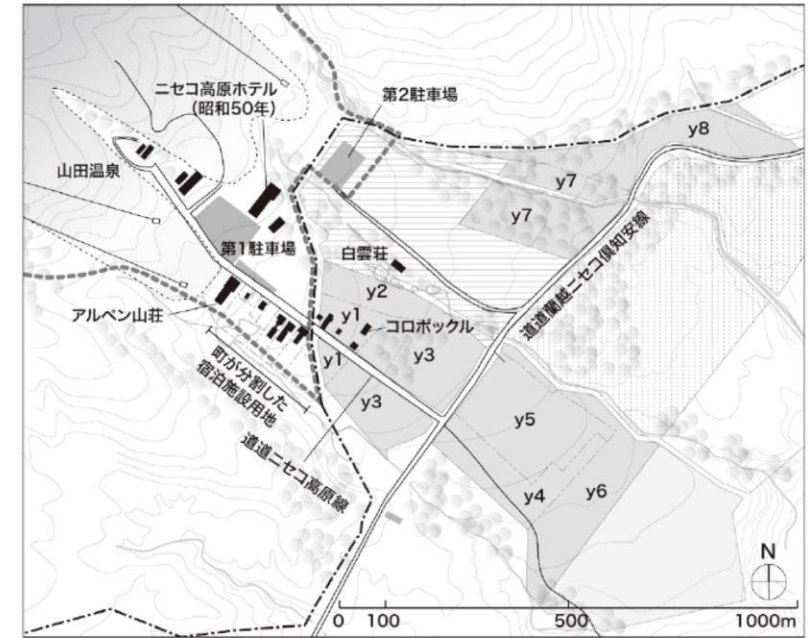 ニセコ高原ホテル
(昭和50年)
第2駐車場
y8
山田温泉
y7
y7
第1駐車場
白雲荘
y2
道道蘭越ニセコ倶知安線
アルペン山荘
y1
コロポックル
y1
y3
町が分割した
宿泊施設用地
y3
y5
道道ニセコ高原線
y4
y6
N
0 100 500 1000m